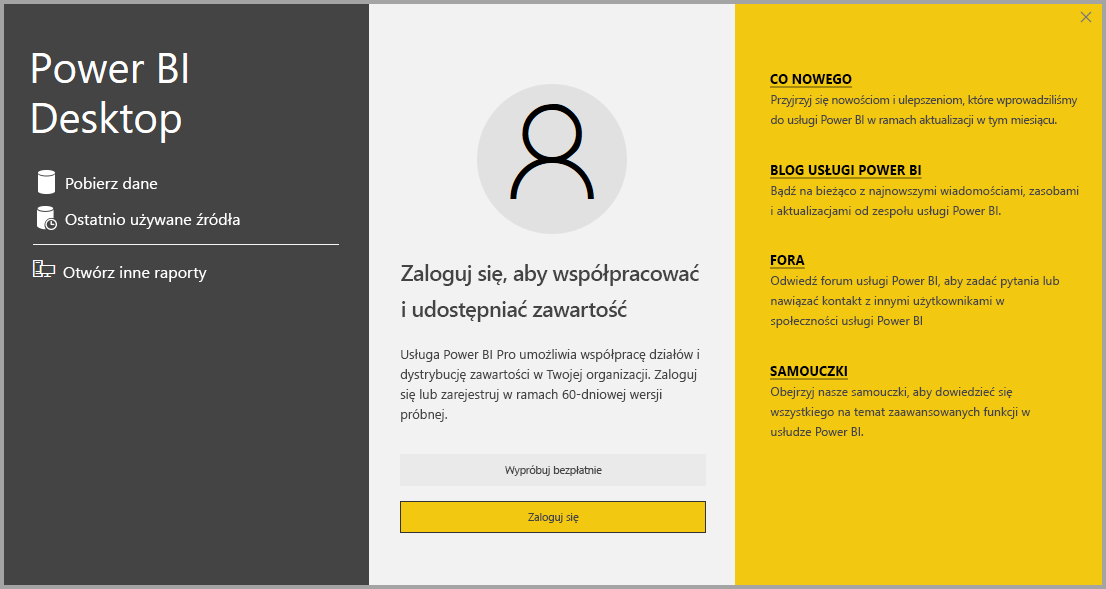 Power BI
Desktop
Pobierz dane
Ostatnio używane źródła
Otwórz inne raporty
Zaloguj się, aby współpracować
i udostępniać zawartość
Usługa Power BI Pro umożliwia współpracę działów i
dystrybucję zawartości w Twojej organizacji. Zaloguj
się lub zarejestruj w ramach 60-dniowej wersji
próbnej.
Wypróbuj bezpłatnie
Zaloguj się
CO NOWEGO
Przyjrzyj się nowościom i ulepszeniom, które wprowadziliśmy
do usługi Power BI w ramach aktualizacji w tym miesiącu.
BLOG USŁUGI POWER BI
Bądź na bieżąco z najnowszymi wiadomościami, zasobami
i aktualizacjami od zespołu usługi Power BI.
FORA
Odwiedź forum usługi Power BI, aby zadać pytania lub
nawiązać kontakt z innymi użytkownikami w
społeczności usługi Power BI
SAMOUCZKI
Obejrzyj nasze samouczki, aby dowiedzieć się
wszystkiego na temat zaawansowanych funkcji w
usłudze Power BI.